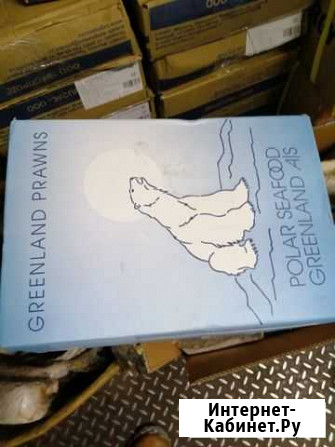 GREENLAND PRAWNS
POLAR SEAFOOD
GREENLAND A/S
Интернет-
Кабинет.Ру